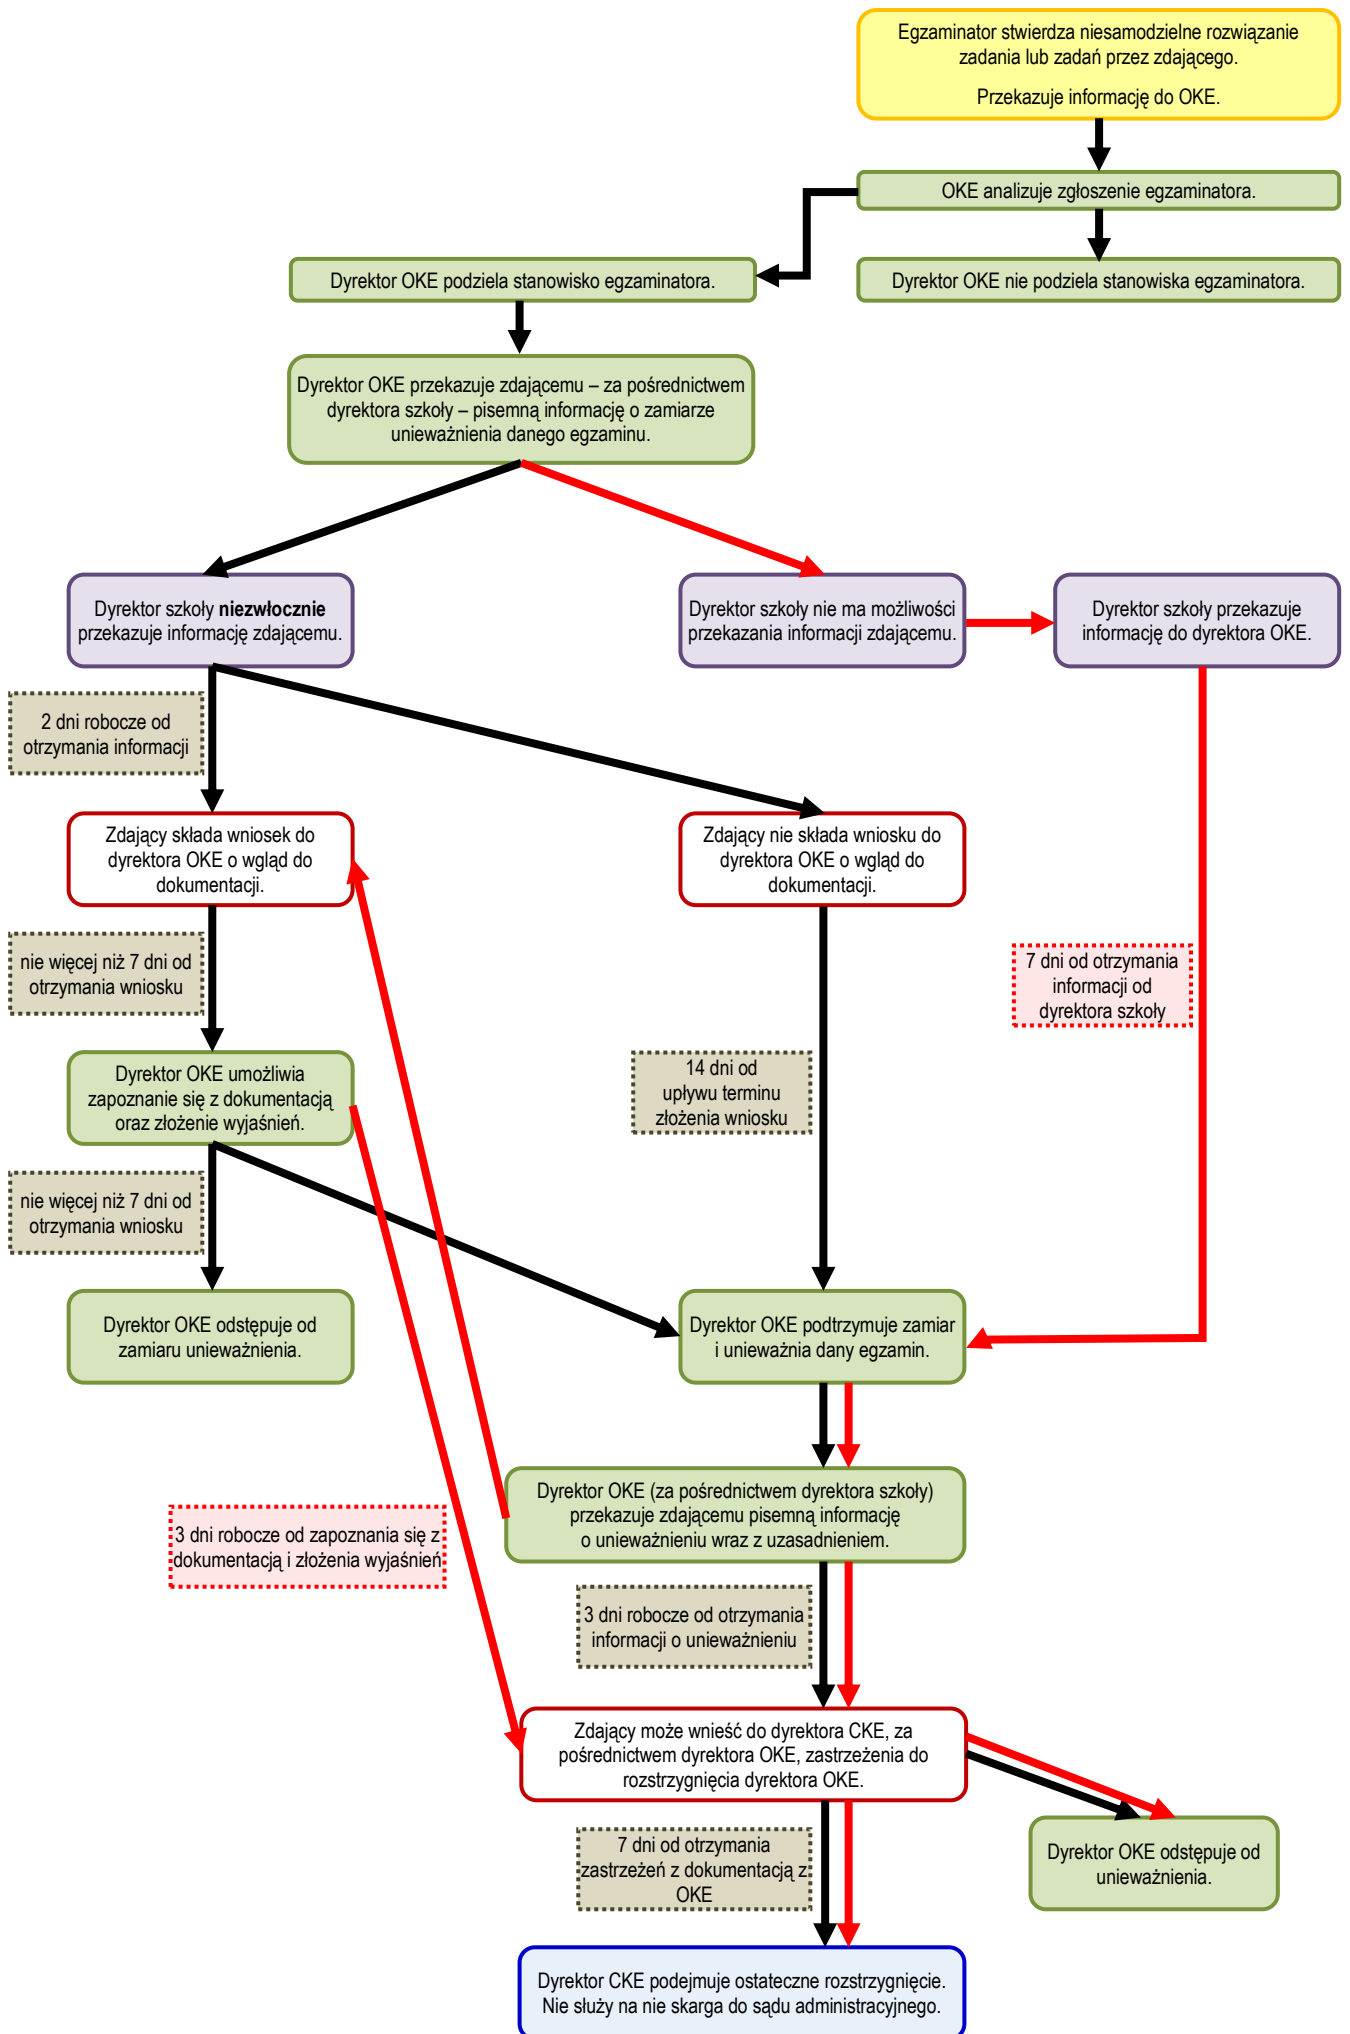 Egzaminator stwierdza niesamodzielne rozwiązanie
zadania lub zadań przez zdającego.
Przekazuje informację do OKE.
OKE analizuje zgłoszenie egzaminatora.
Dyrektor OKE podziela stanowisko egzaminatora.
Dyrektor OKE nie podziela stanowiska egzaminatora.
Dyrektor OKE przekazuje zdającemu – za pośrednictwem
dyrektora szkoły – pisemną informację o zamiarze
unieważnienia danego egzaminu.
Dyrektor szkoły niezwłocznie
przekazuje informację zdającemu.
Dyrektor szkoły nie ma możliwości
przekazania informacji zdającemu.
Dyrektor szkoły przekazuje
informację do dyrektora OKE.
2 dni robocze od
otrzymania informacji
Zdający składa wniosek do
dyrektora OKE o wgląd do
dokumentacji.
Zdający nie składa wniosku do
dyrektora OKE o wgląd do
dokumentacji.
nie więcej niż 7 dni od
otrzymania wniosku
7 dni od otrzymania
informacji od
dyrektora szkoły
Dyrektor OKE umożliwia
zapoznanie się z dokumentacją
oraz złożenie wyjaśnień.
14 dni od
upływu terminu
złożenia wniosku
nie więcej niż 7 dni od
otrzymania wniosku
Dyrektor OKE odstępuje od
zamiaru unieważnienia.
Dyrektor OKE podtrzymuje zamiar
i unieważnia dany egzamin.
Dyrektor OKE (za pośrednictwem dyrektora szkoły)
przekazuje zdającemu pisemną informację
o unieważnieniu wraz z uzasadnieniem.
3 dni robocze od zapoznania się z
dokumentacją i złożenia wyjaśnień
3 dni robocze od otrzymania
informacji o unieważnieniu
Zdający może wnieść do dyrektora CKE, za
pośrednictwem dyrektora OKE, zastrzeżenia do
rozstrzygnięcia dyrektora OKE.
7 dni od otrzymania
zastrzeżeń z dokumentacją z
OKE
Dyrektor OKE odstępuje od
unieważnienia.
Dyrektor CKE podejmuje ostateczne rozstrzygnięcie.
Nie służy na nie skarga do sądu administracyjnego.